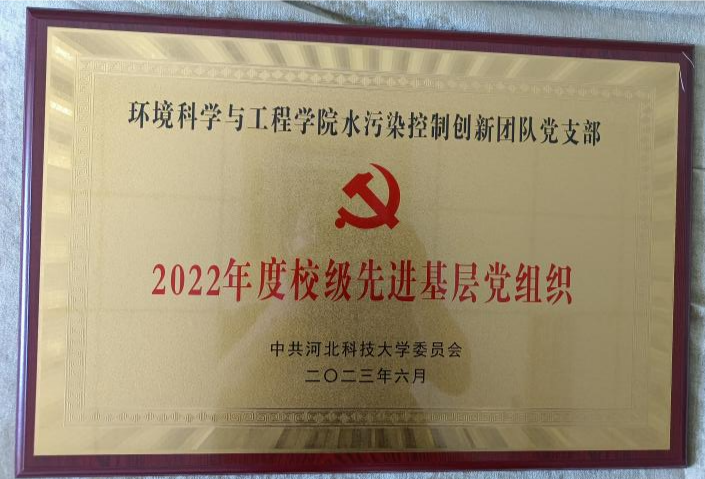 环境科学与工程学院水污染控制创新团队党支部
2022年度校级先进基层党组织
中共河北科技大学委员会
二〇二三年六月